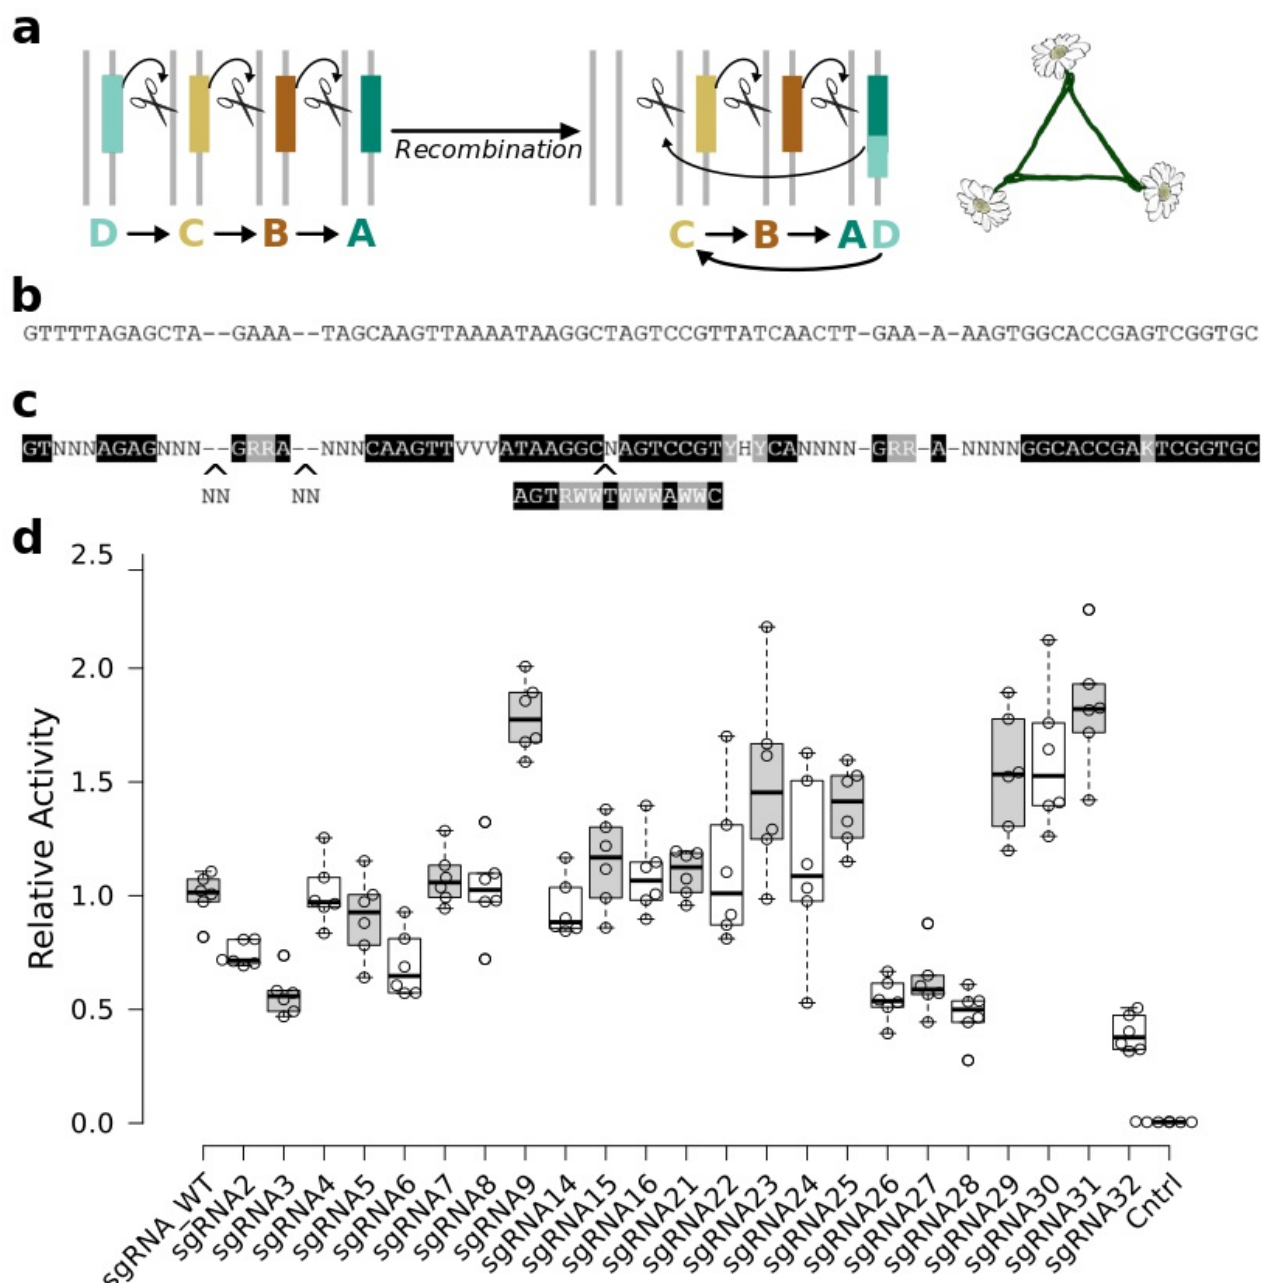 a
Recombination
D C B A
C B A D
b
GTTTTAGAGCTA--GAAA--TAGCAAGTTAAAATAAGGCTAGTCCGTTATCAACTT-GAA-A-AAGTGGCACCGAGTCGGTGC
c
GTNNNAGAGNNN--GRRA--NNNCAAGTTVVVATAAGGCNAGTCCGTYHYCANNNN-GRR-A-NNNNGGCACCGAKTCGGTGC
NN NN AGTRWWTWWWAWWC
d
2.5
2.0
1.5
1.0
0.5
0.0
Relative Activity
sgRNA_WT
sgRNA2
sgRNA3
sgRNA4
sgRNA5
sgRNA6
sgRNA7
sgRNA8
sgRNA9
sgRNA14
sgRNA15
sgRNA16
sgRNA21
sgRNA22
sgRNA23
sgRNA24
sgRNA25
sgRNA26
sgRNA27
sgRNA28
sgRNA29
sgRNA30
sgRNA31
sgRNA32
Cntrl